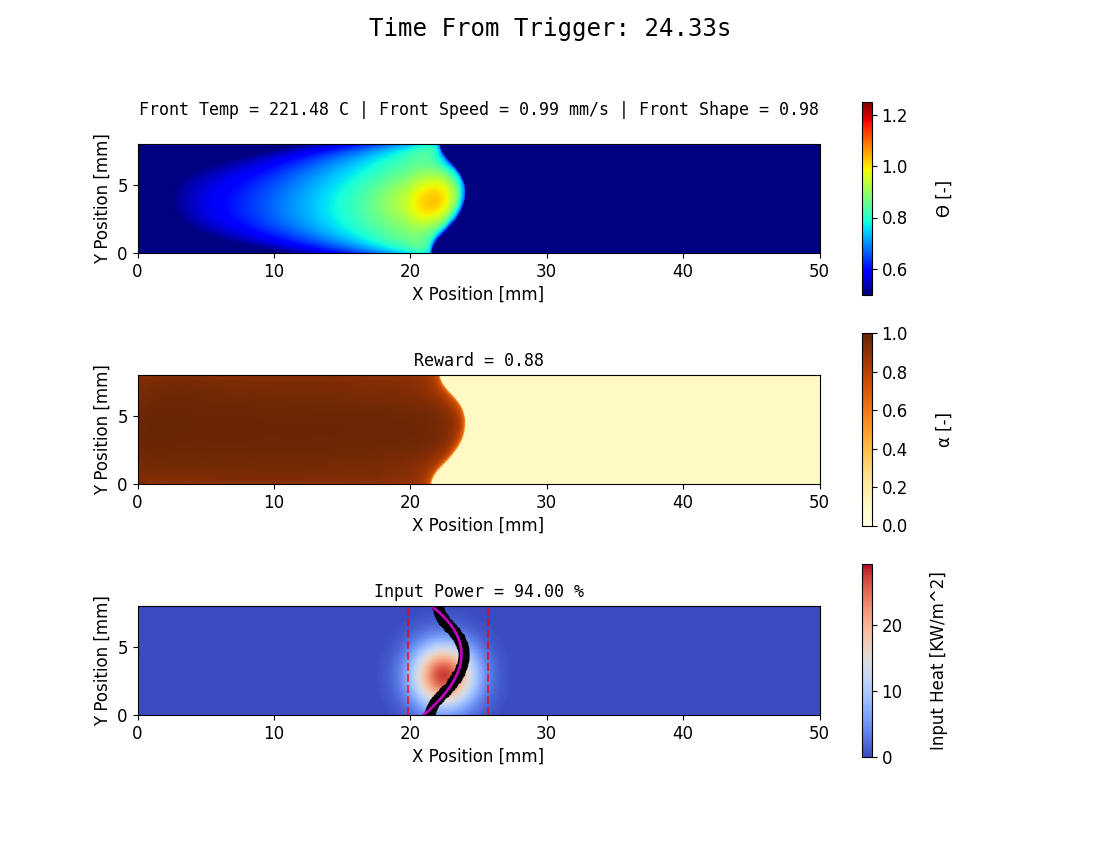 Time From Trigger: 24.33s
Front Temp = 221.48 C | Front Speed = 0.99 mm/s | Front Shape = 0.98
Y Position [mm]
5
0
0 10 20 30 40 50
X Position [mm]
1.2
1.0
0.8
0.6
Θ [-]
Reward = 0.88
Y Position [mm]
5
0
0 10 20 30 40 50
X Position [mm]
1.0
0.8
0.6
0.4
0.2
0.0
α [-]
Input Power = 94.00 %
Y Position [mm]
5
0
0 10 20 30 40 50
X Position [mm]
20
10
0
Input Heat [KW/m^2]